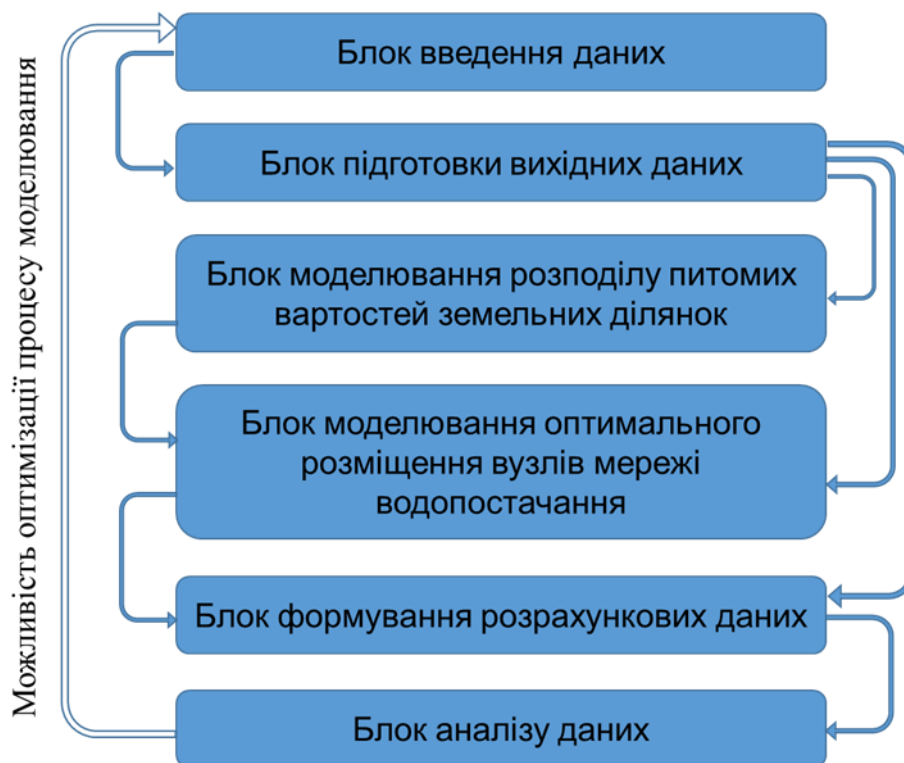 Можливість оптимізації процесу моделювання
Блок введення даних
Блок підготовки вихідних даних
Блок моделювання розподілу питомих
вартостей земельних ділянок
Блок моделювання оптимального
розміщення вузлів мережі
водопостачання
Блок формування розрахункових даних
Блок аналізу даних